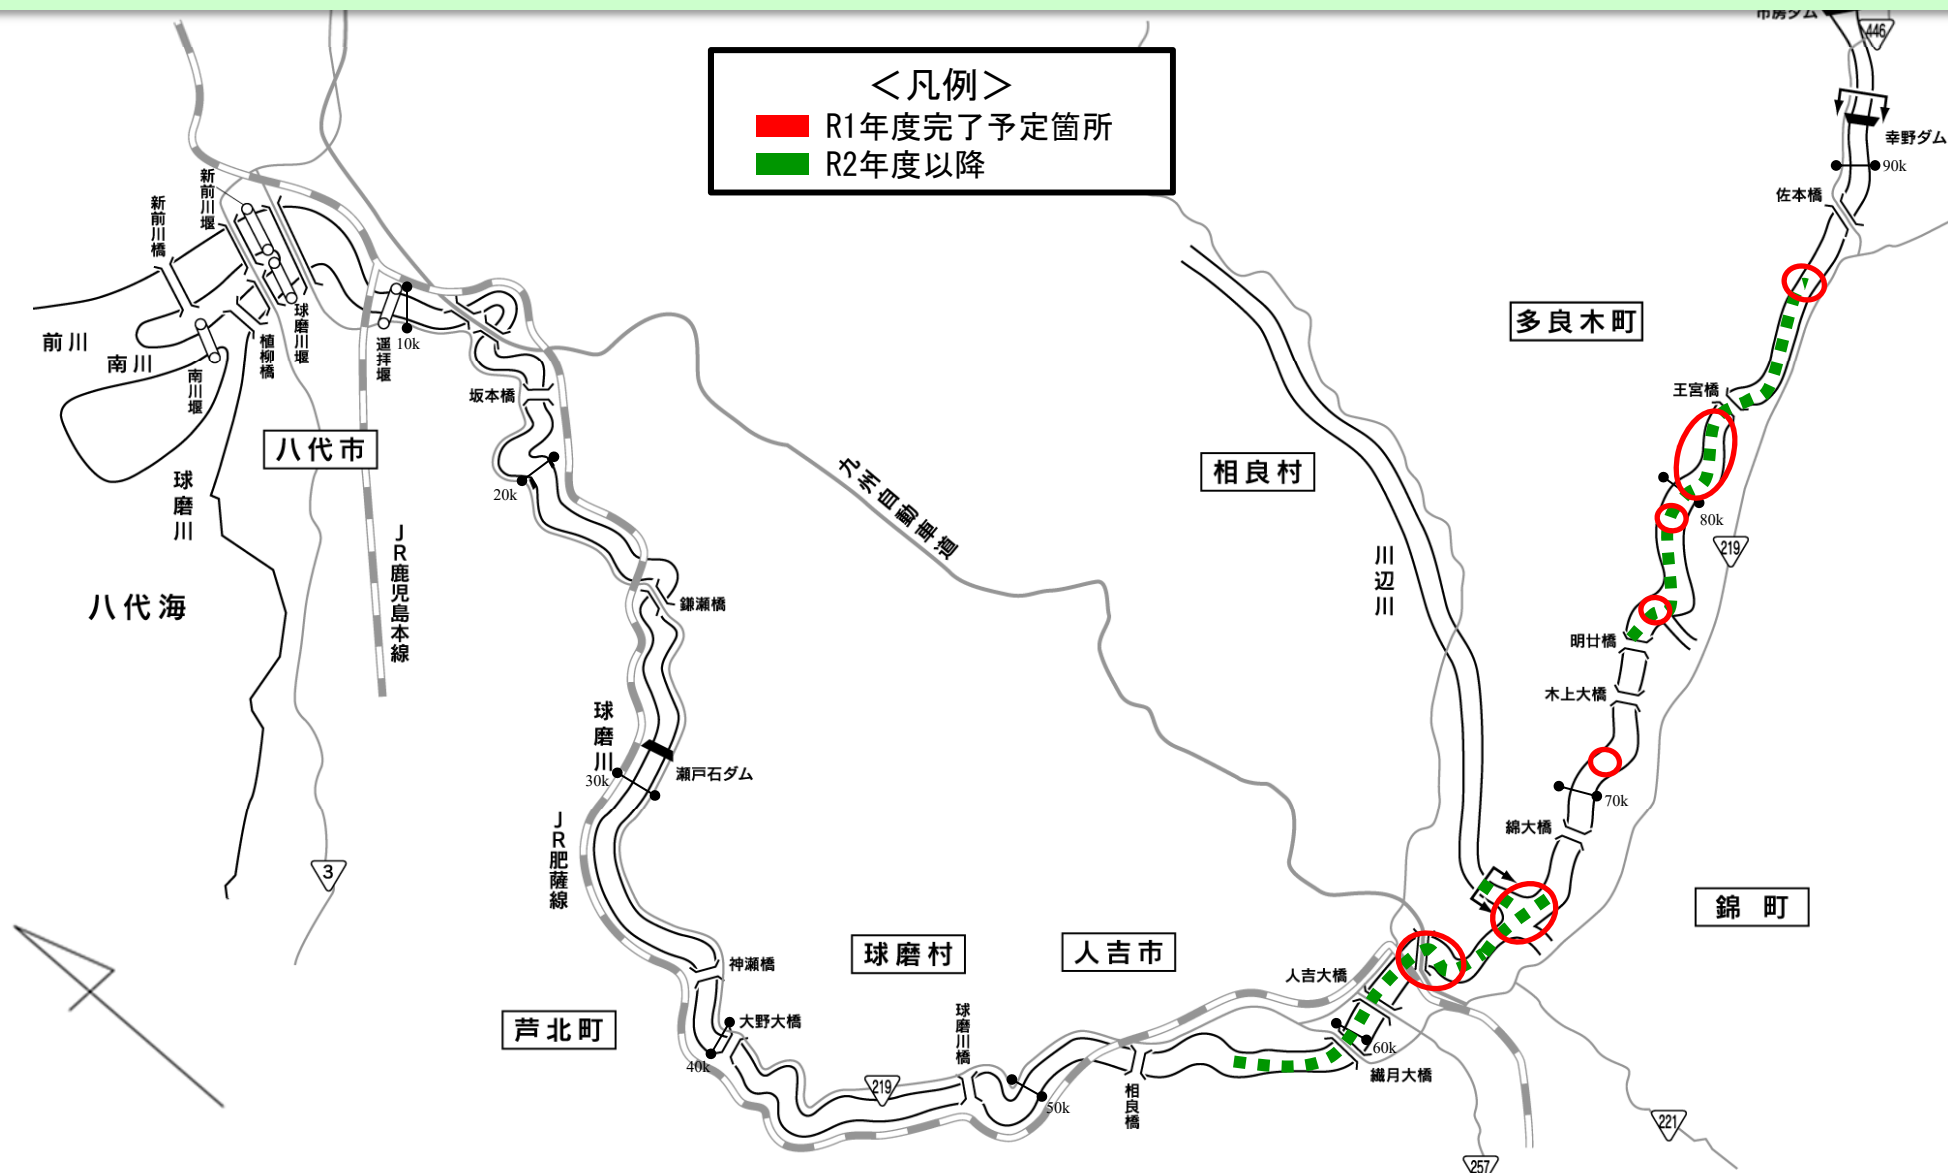 市房ダム
446
＜凡例＞
R1年度完了予定箇所
R2年度以降
幸野ダム
90k
佐本橋
新前川堰
新前川橋
球磨川堰
植柳橋
遥拝堰
10k
前川
南川
南川堰
坂本橋
多良木町
王宮橋
八代市
球磨川
20k
九州自動車道
相良村
80k
219
JR鹿児島本線
川辺川
八代海
鎌瀬橋
明廿橋
木上大橋
球磨川
30k
瀬戸石ダム
70k
綿大橋
JR肥薩線
3
錦町
球磨村
人吉市
神瀬橋
人吉大橋
芦北町
大野大橋
球磨川橋
40k
60k
繊月大橋
219
50k
相良橋
221
257